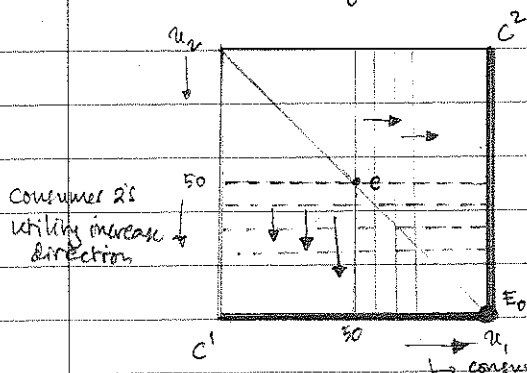 u₂
C²
50
e
Consumer 2's
utility increase
direction
E₀
C¹
50
u₁
↳ consu